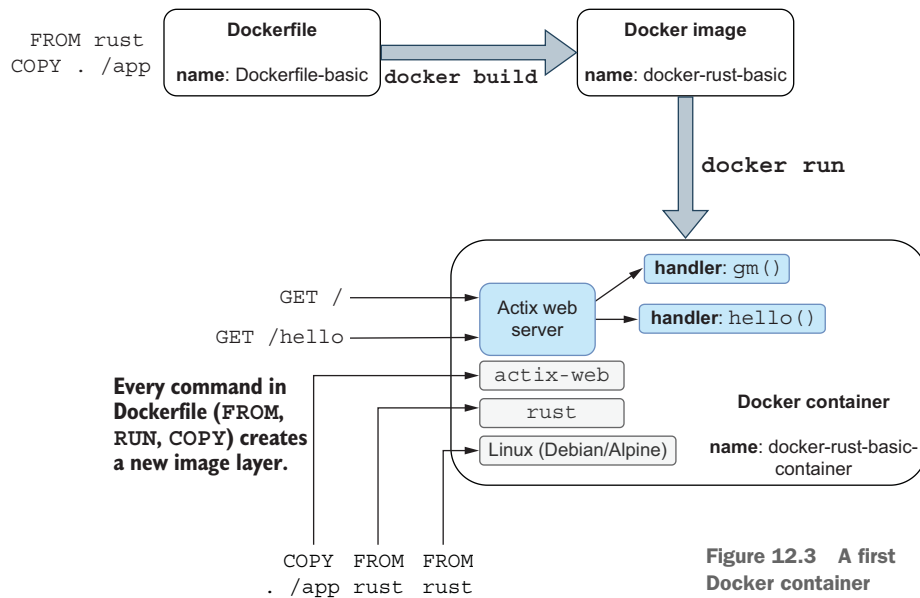 FROM rust
COPY . /app
Dockerfile
name: Dockerfile-basic
docker build
Docker image
name: docker-rust-basic
docker run
handler: gm()
GET /
Actix web
server
handler: hello()
GET /hello
actix-web
Every command in
Dockerfile (FROM,
RUN, COPY) creates
a new image layer.
rust
Linux (Debian/Alpine)
Docker container
name: docker-rust-basic-
container
COPY FROM FROM
. /app rust rust
Figure 12.3 A first
Docker container